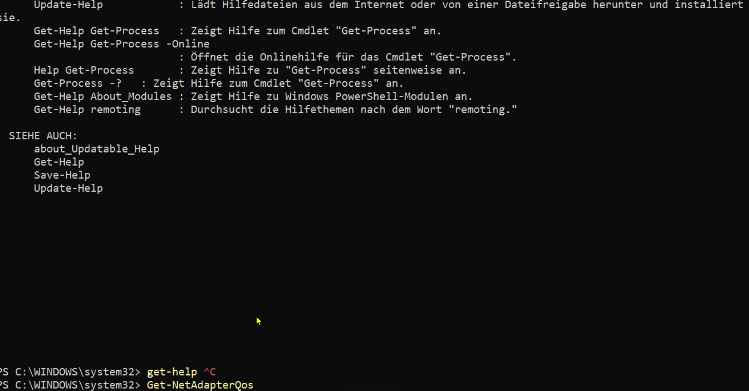 Update-Help : Lädt Hilfedateien aus dem Internet oder von einer Dateifreigabe herunter und installiert
sie.
Get-Help Get-Process : Zeigt Hilfe zum Cmdlet "Get-Process" an.
Get-Help Get-Process -Online
: Öffnet die Onlinehilfe für das Cmdlet "Get-Process".
Help Get-Process : Zeigt Hilfe zu "Get-Process" seitenweise an.
Get-Process -? : Zeigt Hilfe zum Cmdlet "Get-Process" an.
Get-Help About_Modules : Zeigt Hilfe zu Windows PowerShell-Modulen an.
Get-Help remoting : Durchsucht die Hilfethemen nach dem Wort "remoting."
SIEHE AUCH:
about_Updatable_Help
Get-Help
Save-Help
Update-Help
PS C:\WINDOWS\system32> get-help ^C
PS C:\WINDOWS\system32> Get-NetAdapterQos